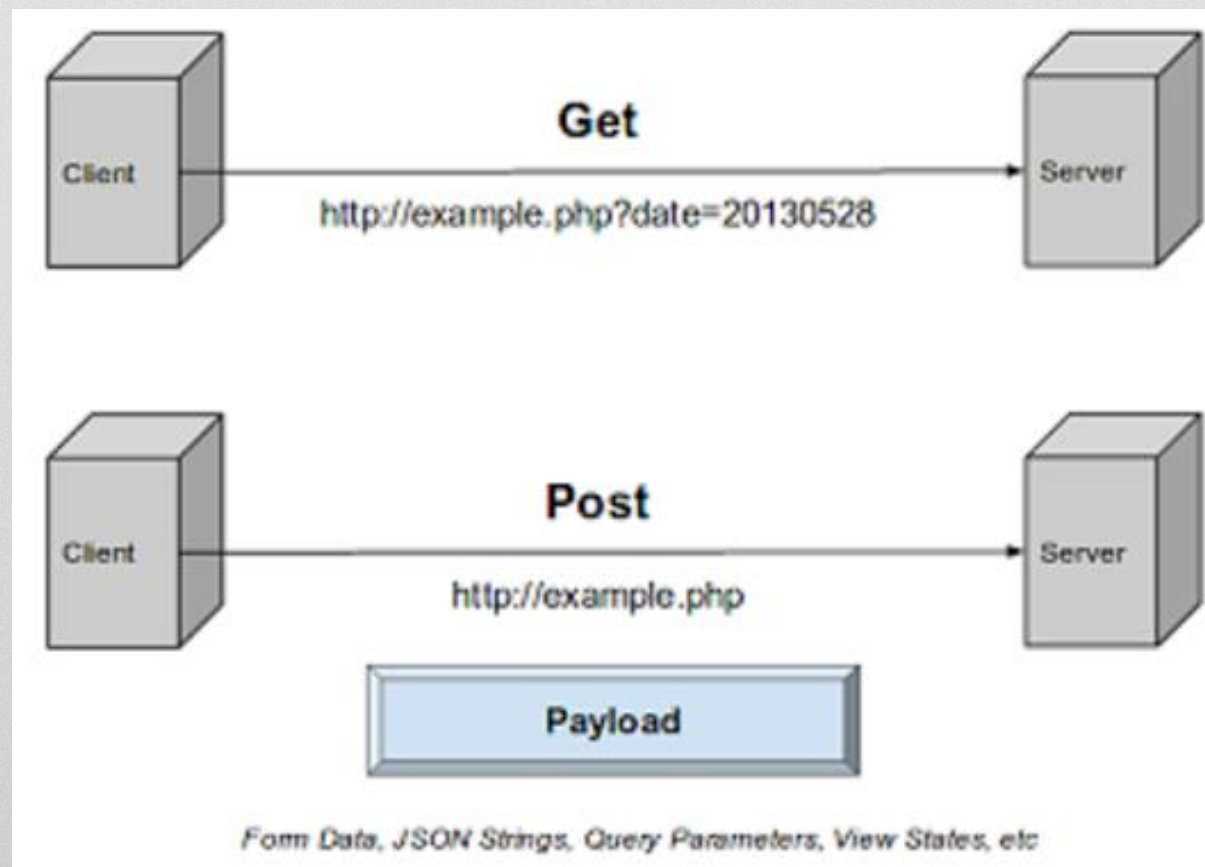 Get
Client
Server
http://example.php?date=20130528
Post
Client
Server
http://example.php
Payload
Form Data, JSON Strings, Query Parameters, View States, etc